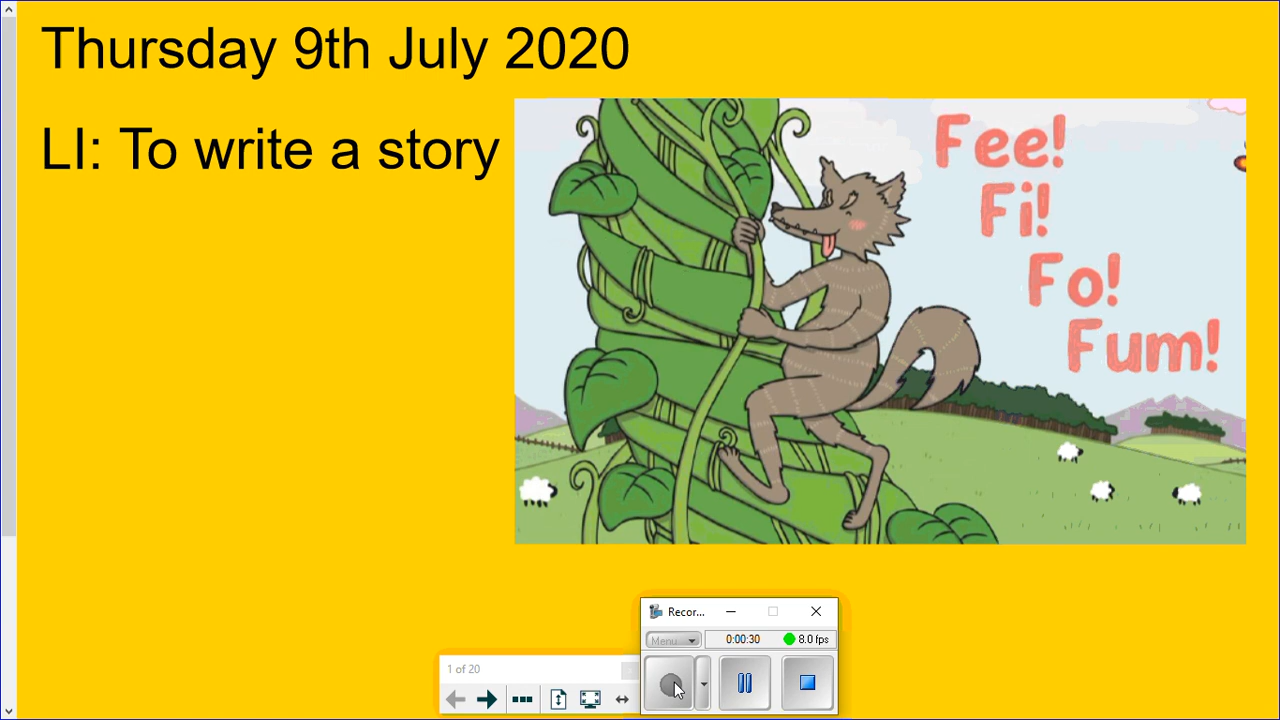 Thursday 9th July 2020
LI: To write a story
Fee!
Fi!
Fo!
Fum!
Recor...
Menu
0:00:30
8.0 fps
1 of 20